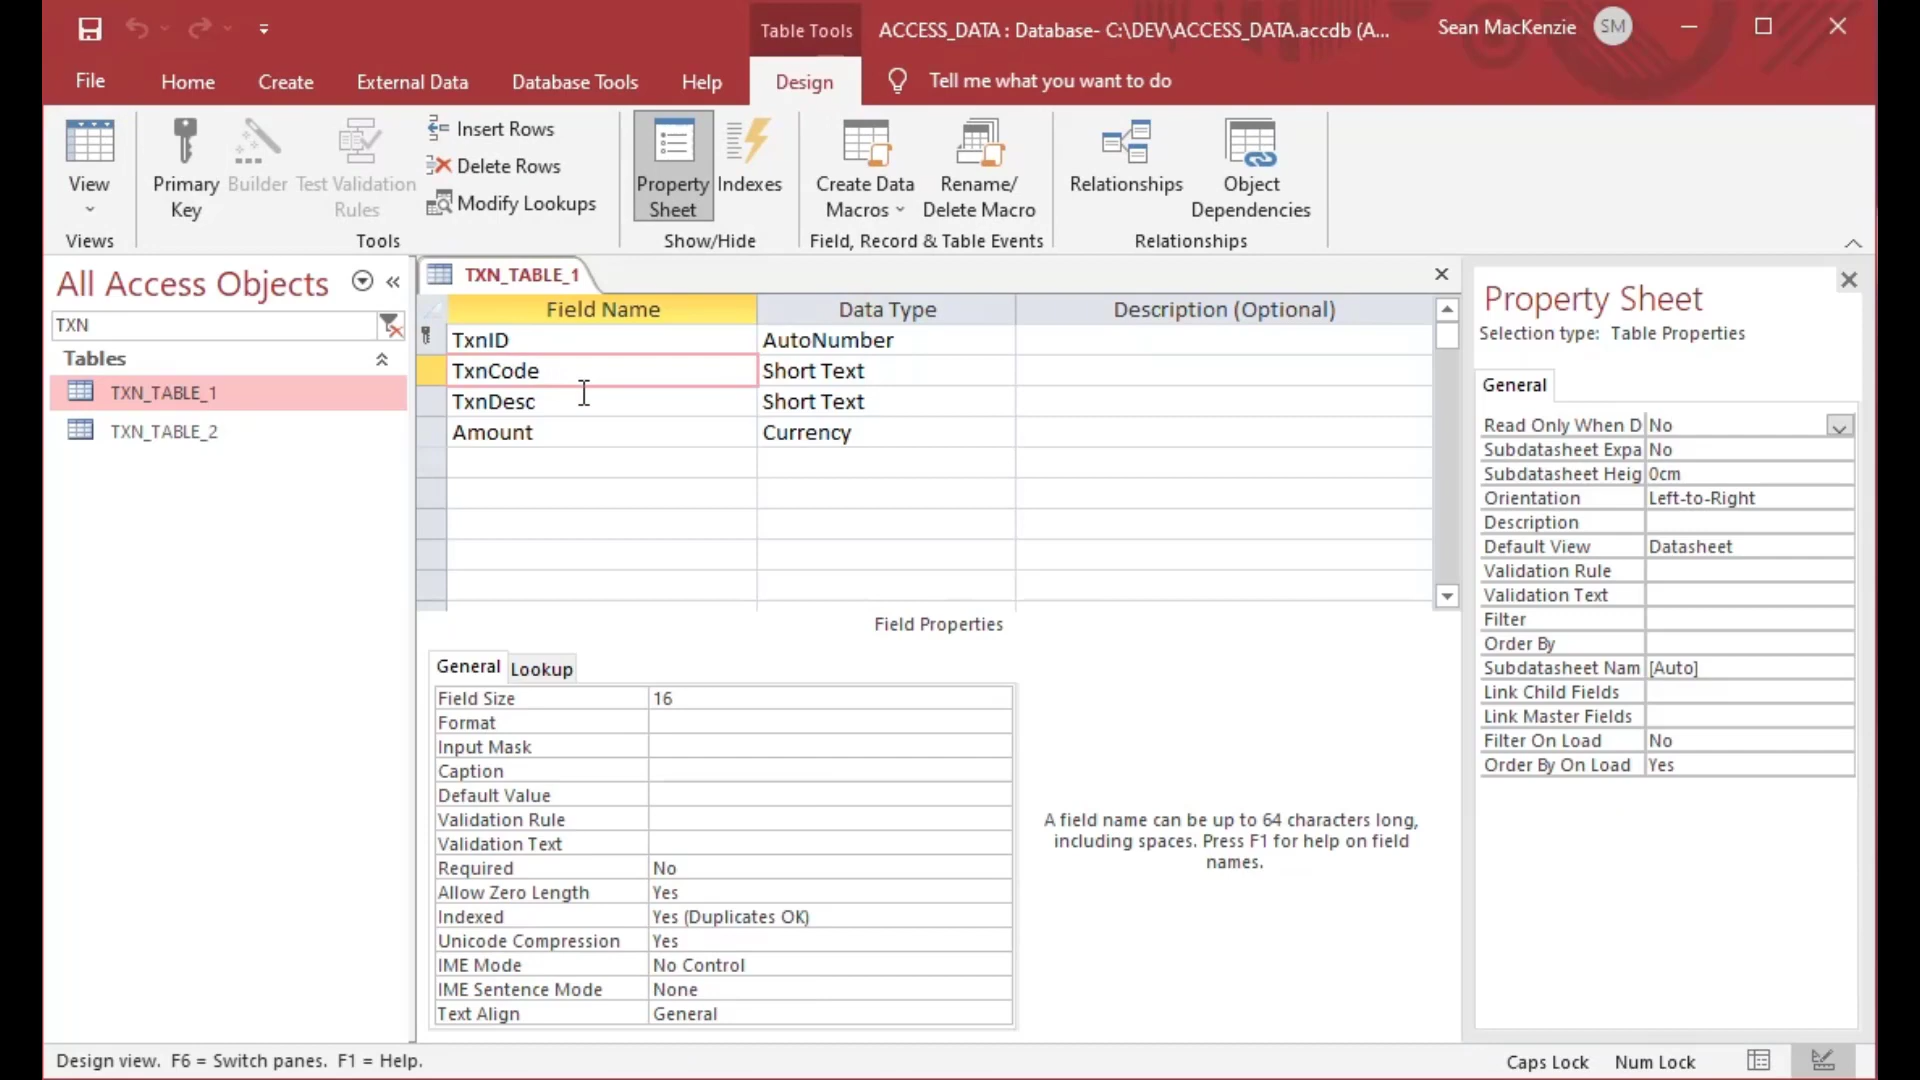 Table Tools
ACCESS_DATA : Database- C:\DEV\ACCESS_DATA.accdb (A...
Sean MacKenzie
SM
File
Home
Create
External Data
Database Tools
Help
Design
Tell me what you want to do
View
Primary Key
Builder
Test Validation Rules
Insert Rows
Delete Rows
Modify Lookups
Property Sheet
Indexes
Create Data Macros
Rename/ Delete Macro
Relationships
Object Dependencies
Views
Tools
Show/Hide
Field, Record & Table Events
Relationships
All Access Objects
TXN
Tables
TXN_TABLE_1
TXN_TABLE_2
TXN_TABLE_1
Field Name Data Type Description (Optional)
TxnID AutoNumber
TxnCode Short Text
TxnDesc Short Text
Amount Currency
Field Properties
General Lookup
Field Size 16
Format
Input Mask
Caption
Default Value
Validation Rule
Validation Text
Required No
Allow Zero Length Yes
Indexed Yes (Duplicates OK)
Unicode Compression Yes
IME Mode No Control
IME Sentence Mode None
Text Align General
A field name can be up to 64 characters long,
including spaces. Press F1 for help on field
names.
Property Sheet
Selection type: Table Properties
General
Read Only When D No
Subdatasheet Expa No
Subdatasheet Heig 0cm
Orientation Left-to-Right
Description
Default View Datasheet
Validation Rule
Validation Text
Filter
Order By
Subdatasheet Nam [Auto]
Link Child Fields
Link Master Fields
Filter On Load No
Order By On Load Yes
Design view. F6 = Switch panes. F1 = Help.
Caps Lock Num Lock